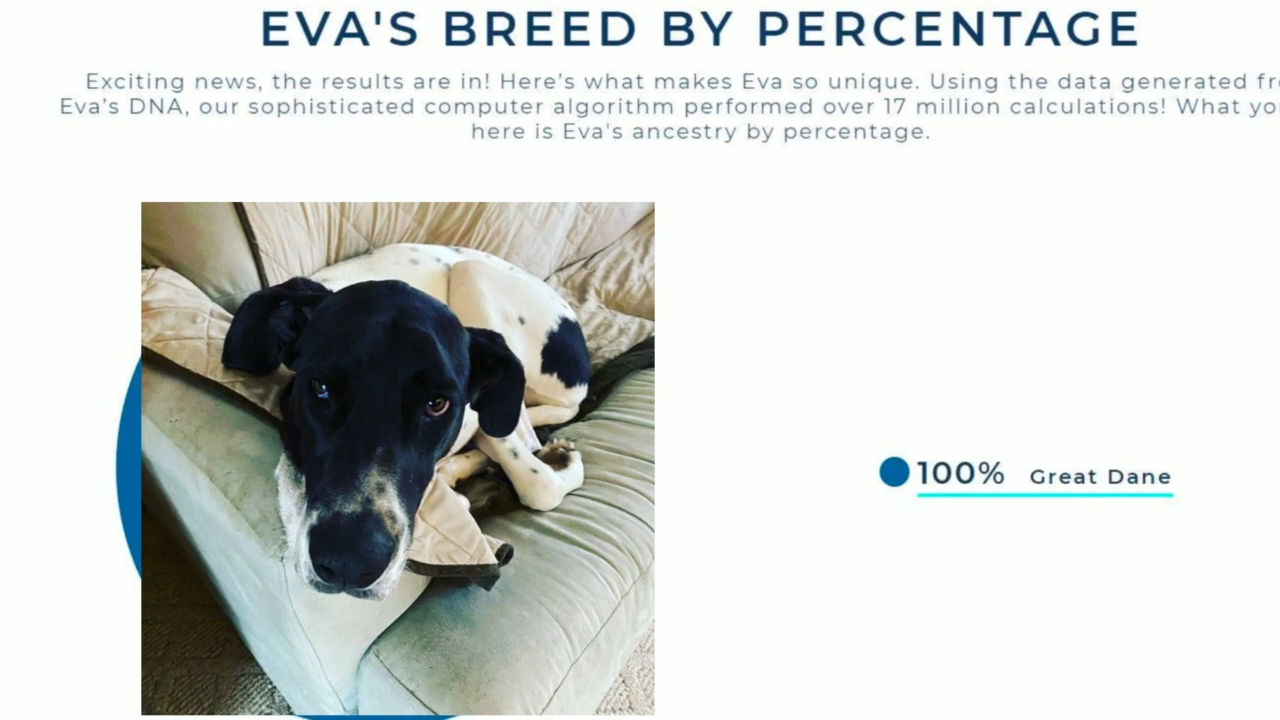 EVA'S BREED BY PERCENTAGE
Exciting news, the results are in! Here's what makes Eva so unique. Using the data generated
Eva's DNA, our sophisticated computer algorithm performed over 17 million calculations! What
here is Eva's ancestry by percentage.
100% Great Dane